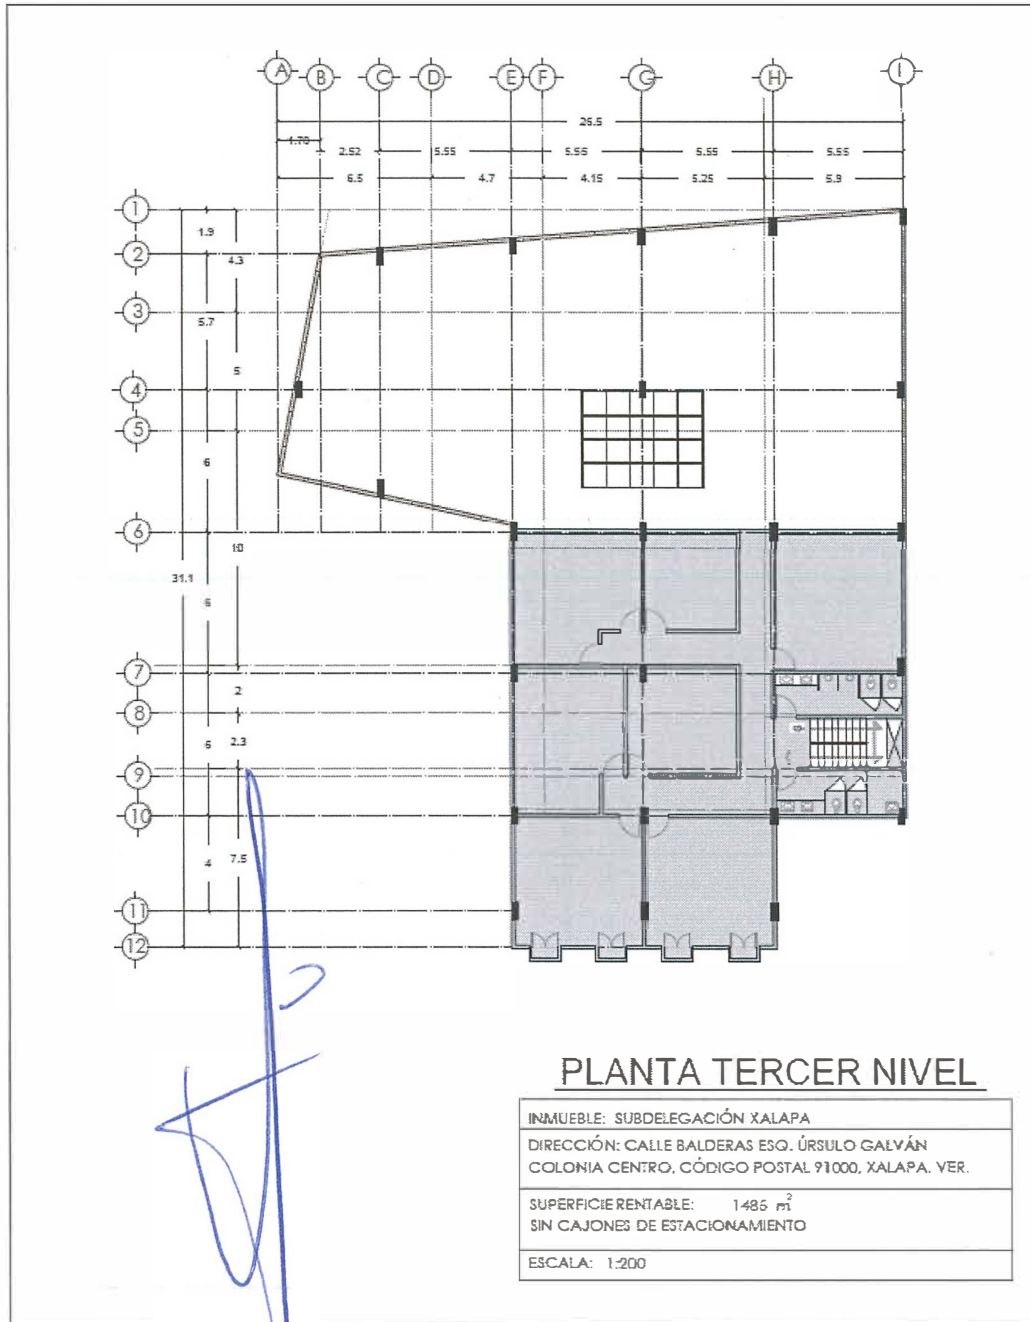 A B C D E F G H I
26.5
1.70
2.52 5.55 5.55 5.55 5.55
6.5 4.7 4.15 5.25 5.9
1
1.9
2
4.3
3
5.7
5
4
5
6
6
10
31.1
6
7
2
8
6 2.3
9
10
4 7.5
11
12
PLANTA TERCER NIVEL
INMUEBLE: SUBDELEGACIÓN XALAPA
DIRECCIÓN: CALLE BALDERAS ESQ. ÚRSULO GALVÁN
COLONIA CENTRO, CÓDIGO POSTAL 91000, XALAPA, VER.
SUPERFICIE RENTABLE: 1485 m²
SIN CAJONES DE ESTACIONAMIENTO
ESCALA: 1:200